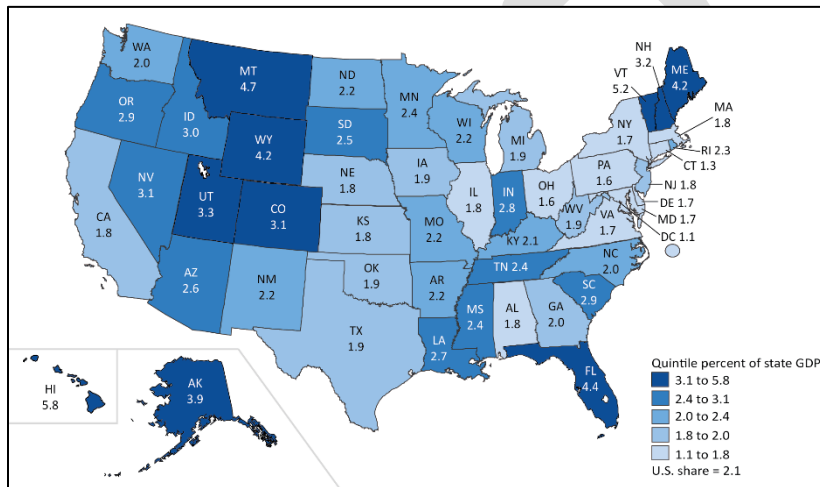 WA
2.0
OR
2.9
CA
1.8
NV
3.1
ID
3.0
MT
4.7
WY
4.2
UT
3.3
CO
3.1
AZ
2.6
NM
2.2
ND
2.2
SD
2.5
NE
1.8
KS
1.8
OK
1.9
TX
1.9
MN
2.4
IA
1.9
MO
2.2
AR
2.2
LA
2.7
WI
2.2
IL
1.8
MI
1.9
IN
2.8
OH
1.6
KY 2.1
TN 2.4
MS
2.4
AL
1.8
GA
2.0
FL
4.4
SC
2.9
NC
2.0
VA
1.7
WV
1.9
PA
1.6
NY
1.7
VT
5.2
NH
3.2
ME
4.2
MA
1.8
RI 2.3
CT 1.3
NJ 1.8
DE 1.7
MD 1.7
DC 1.1
HI
5.8
AK
3.9
Quintile percent of state GDP
3.1 to 5.8
2.4 to 3.1
2.0 to 2.4
1.8 to 2.0
1.1 to 1.8
U.S. share = 2.1